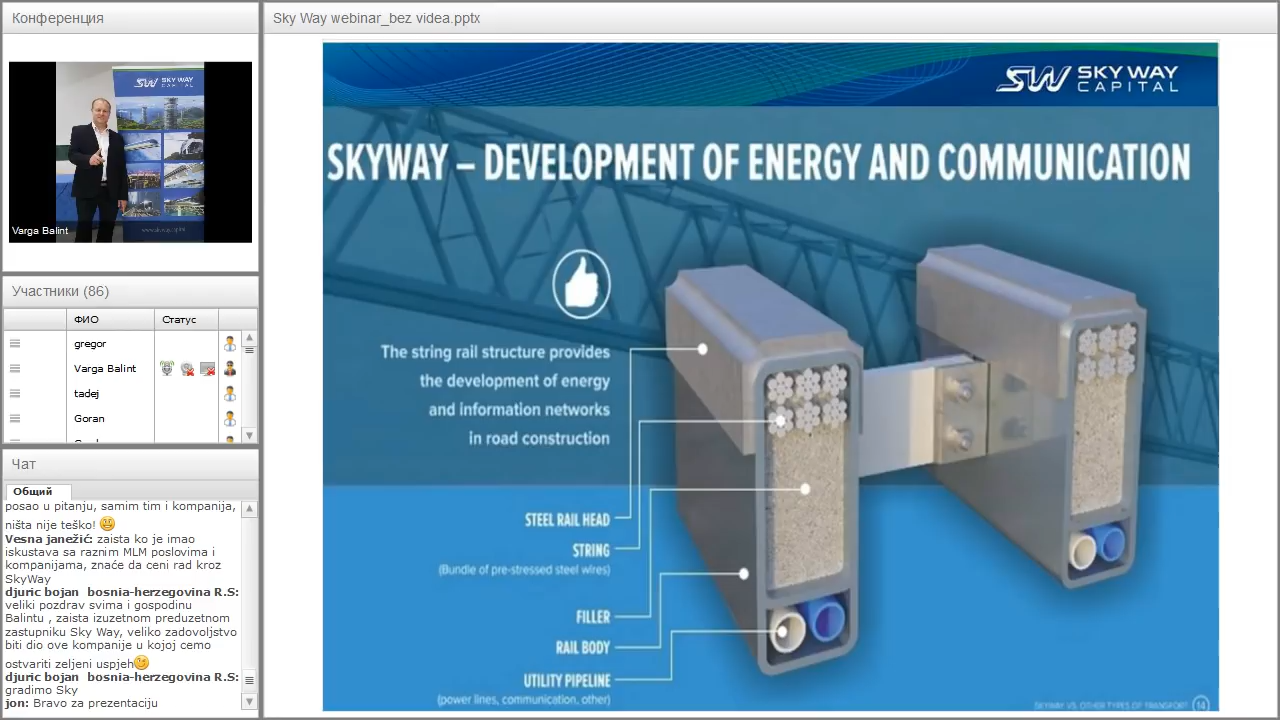 Конференция
Varga Balint
Участники (86)
ФИО Статус
gregor
Varga Balint
tadej
Goran
Чат
Общий
posao u pitanju, samim tim i kompanija,
ništa nije teško!
Vesna janežić: zaista ko je imao
iskustava sa raznim MLM poslovima i
kompanijama, znaće da ceni rad kroz
SkyWay
djuric bojan bosnia-herzegovina R.S:
veliki pozdrav svima i gospodinu
Balintu , zaista izuzetnom preduzetnom
zastupniku Sky Way, veliko zadovoljstvo
biti dio ove kompanije u kojoj cemo
ostvariti zeljeni uspjeh
djuric bojan bosnia-herzegovina R.S:
gradimo Sky
jon: Bravo za prezentaciju
Sky Way webinar_bez videa.pptx
SW SKY WAY
CAPITAL
SKYWAY – DEVELOPMENT OF ENERGY AND COMMUNICATION
The string rail structure provides
the development of energy
and information networks
in road construction
STEEL RAIL HEAD
STRING
(Bundle of pre-stressed steel wires)
FILLER
RAIL BODY
UTILITY PIPELINE
(power lines, communication, other)
SKYWAY VS. OTHER TYPES OF TRANSPORT 14
SW SKY WAY
CAPITAL